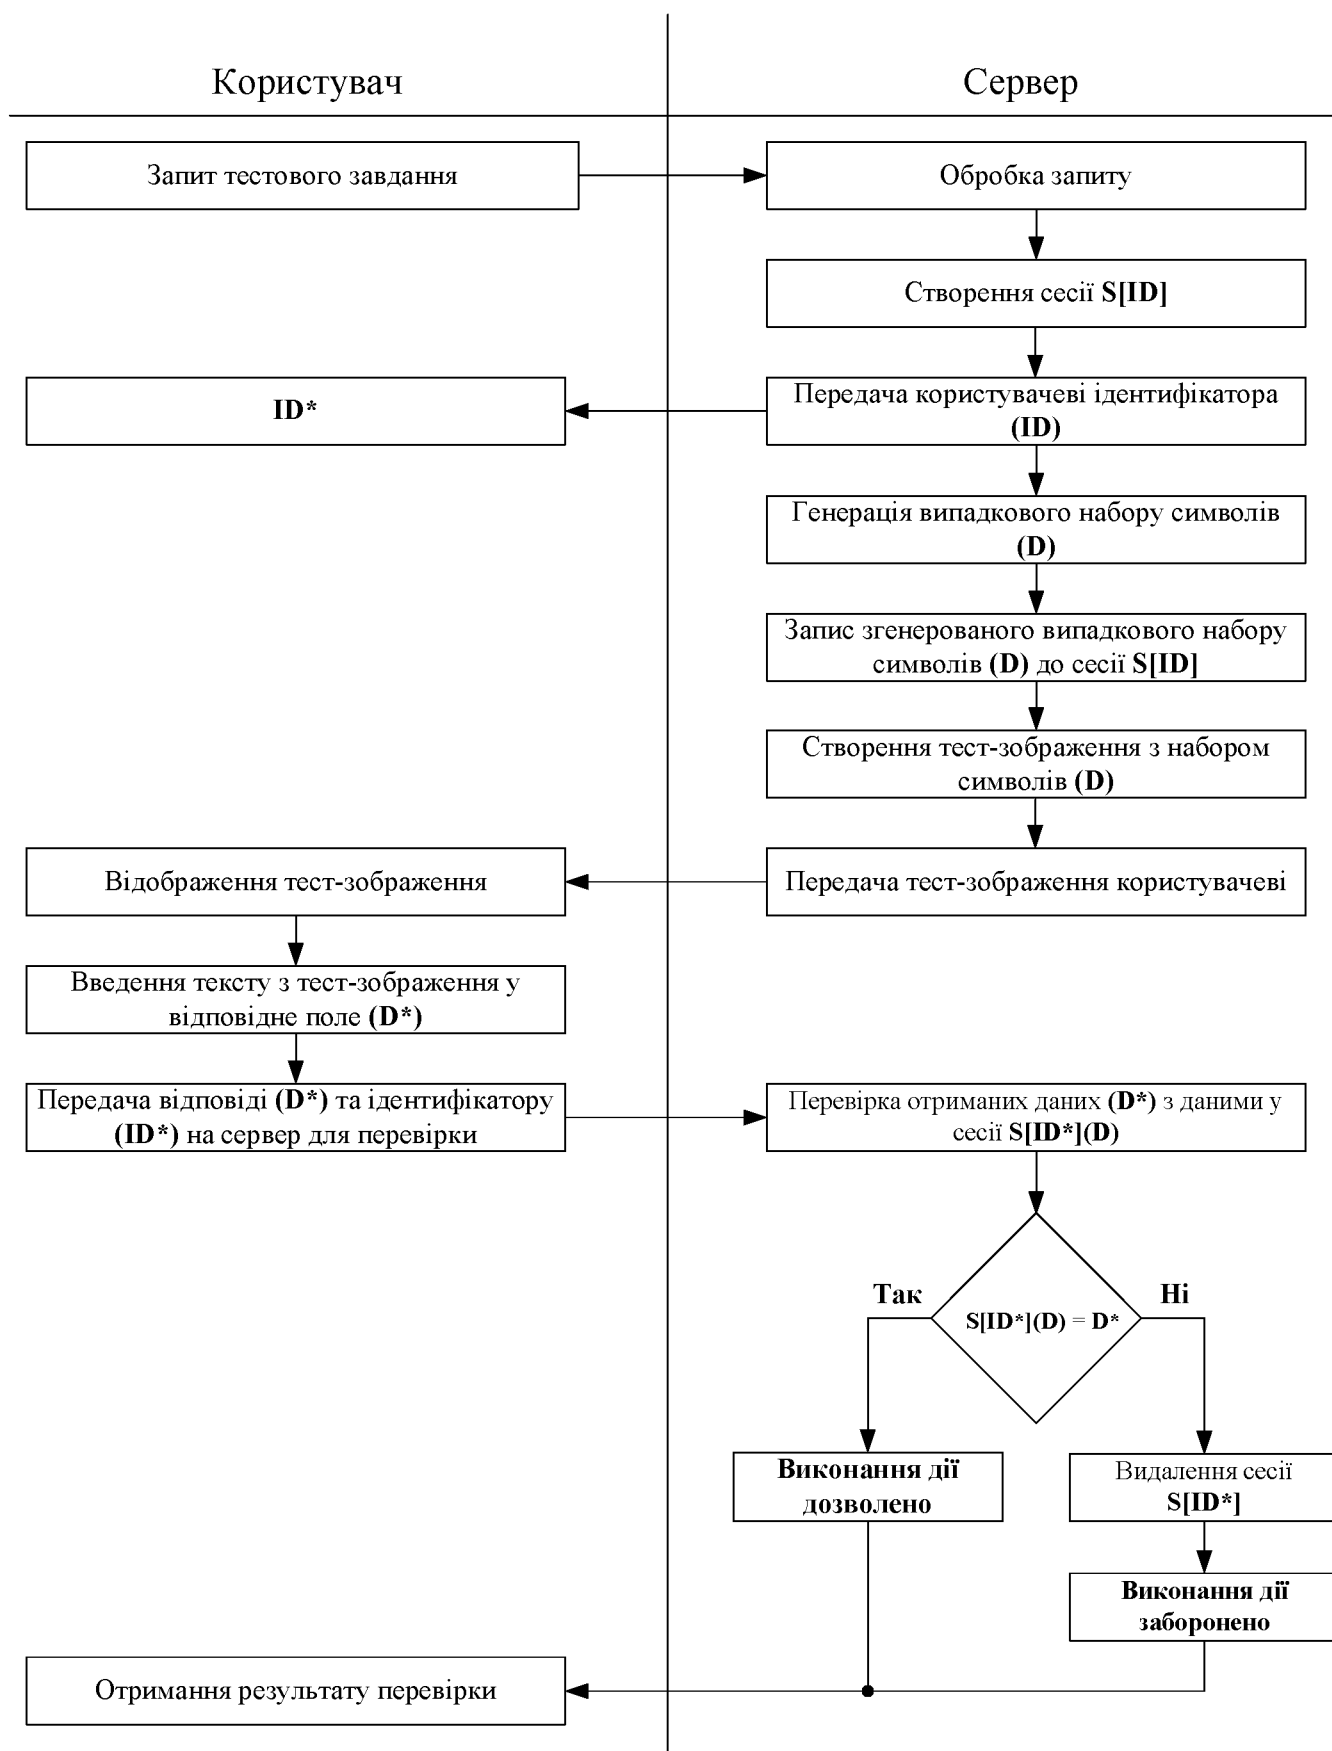 Користувач
Сервер
Запит тестового завдання
Обробка запиту
Створення сесії S[ID]
ID*
Передача користувачеві ідентифікатора
(ID)
Генерація випадкового набору символів
(D)
Запис згенерованого випадкового набору
символів (D) до сесії S[ID]
Створення тест-зображення з набором
символів (D)
Відображення тест-зображення
Передача тест-зображення користувачеві
Введення тексту з тест-зображення у
відповідне поле (D*)
Передача відповіді (D*) та ідентифікатору
(ID*) на сервер для перевірки
Перевірка отриманих даних (D*) з даними у
сесії S[ID*](D)
Так
Ні
S[ID*](D) = D*
Виконання дії
дозволено
Видалення сесії
S[ID*]
Виконання дії
заборонено
Отримання результату перевірки